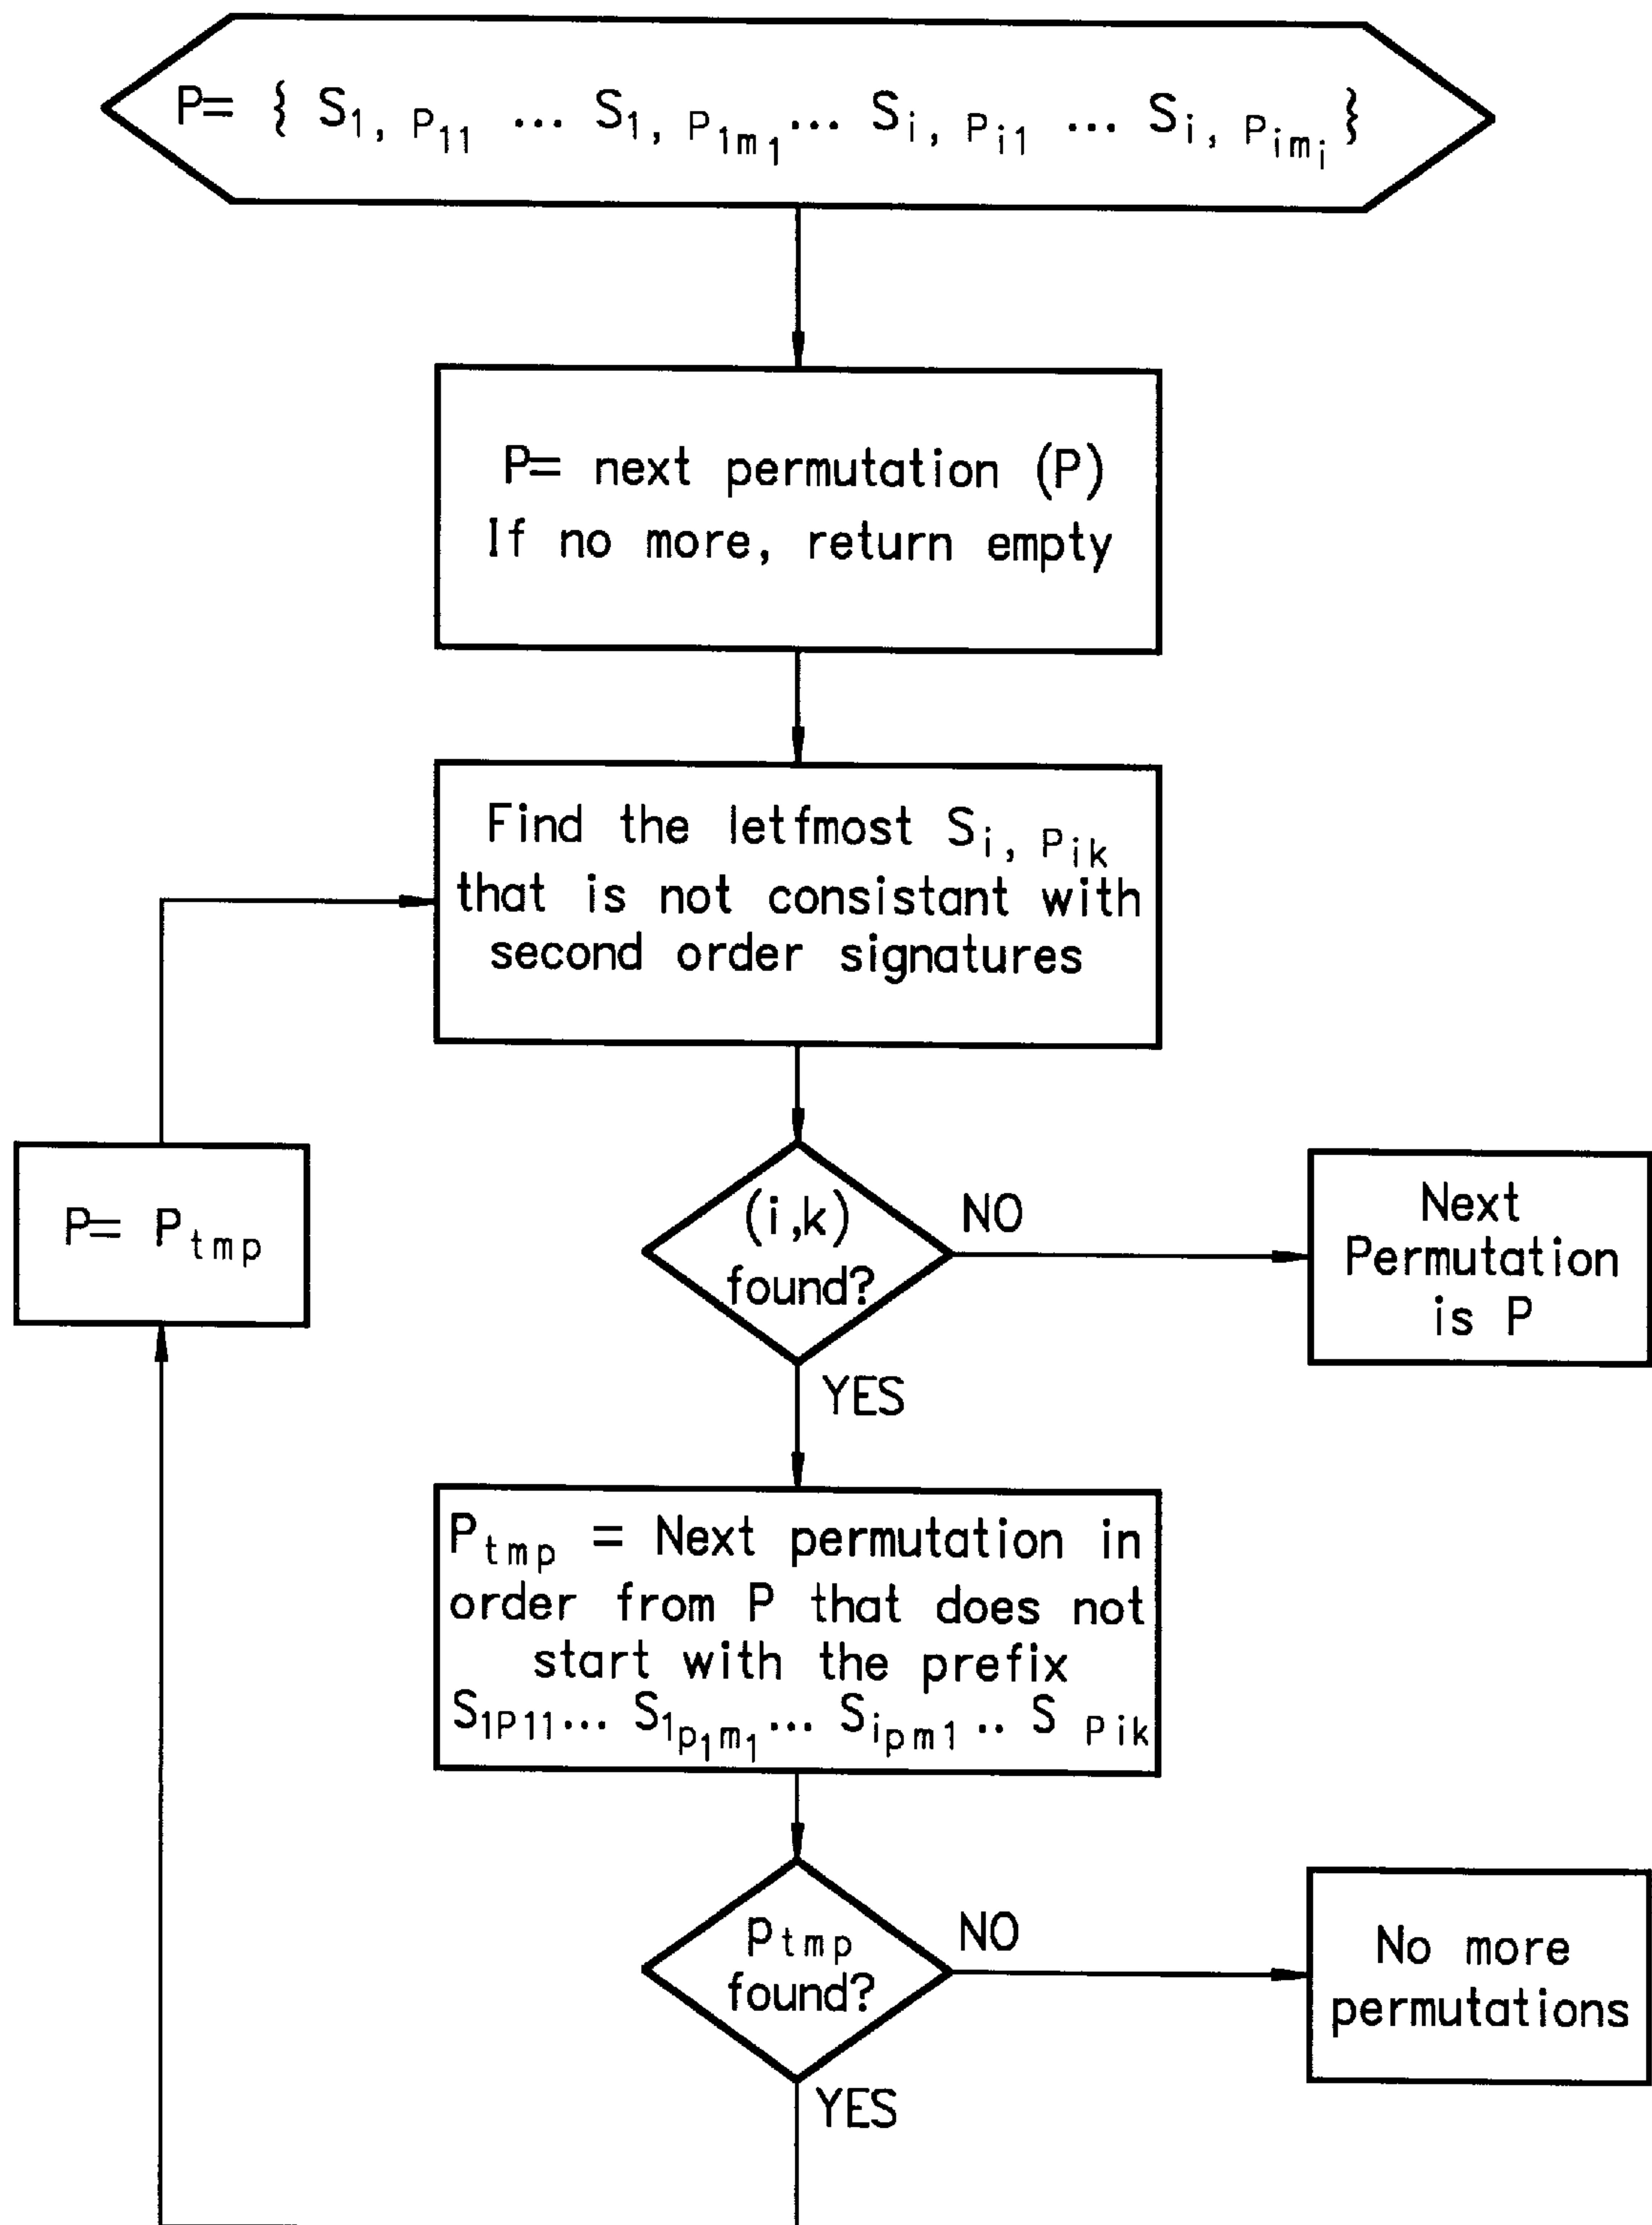 P= { S1, P11 ... S1, P1m1 ... Si, Pi1 ... Si, Pimi }
P= next permutation (P)
If no more, return empty
Find the letfmost Si, Pik
that is not consistant with
second order signatures
P= Ptmp
(i,k)
found?
NO
Next
Permutation
is P
YES
Ptmp = Next permutation in
order from P that does not
start with the prefix
S1P11... S1p1m1... Sipm1 .. S Pik
Ptmp
found?
NO
No more
permutations
YES